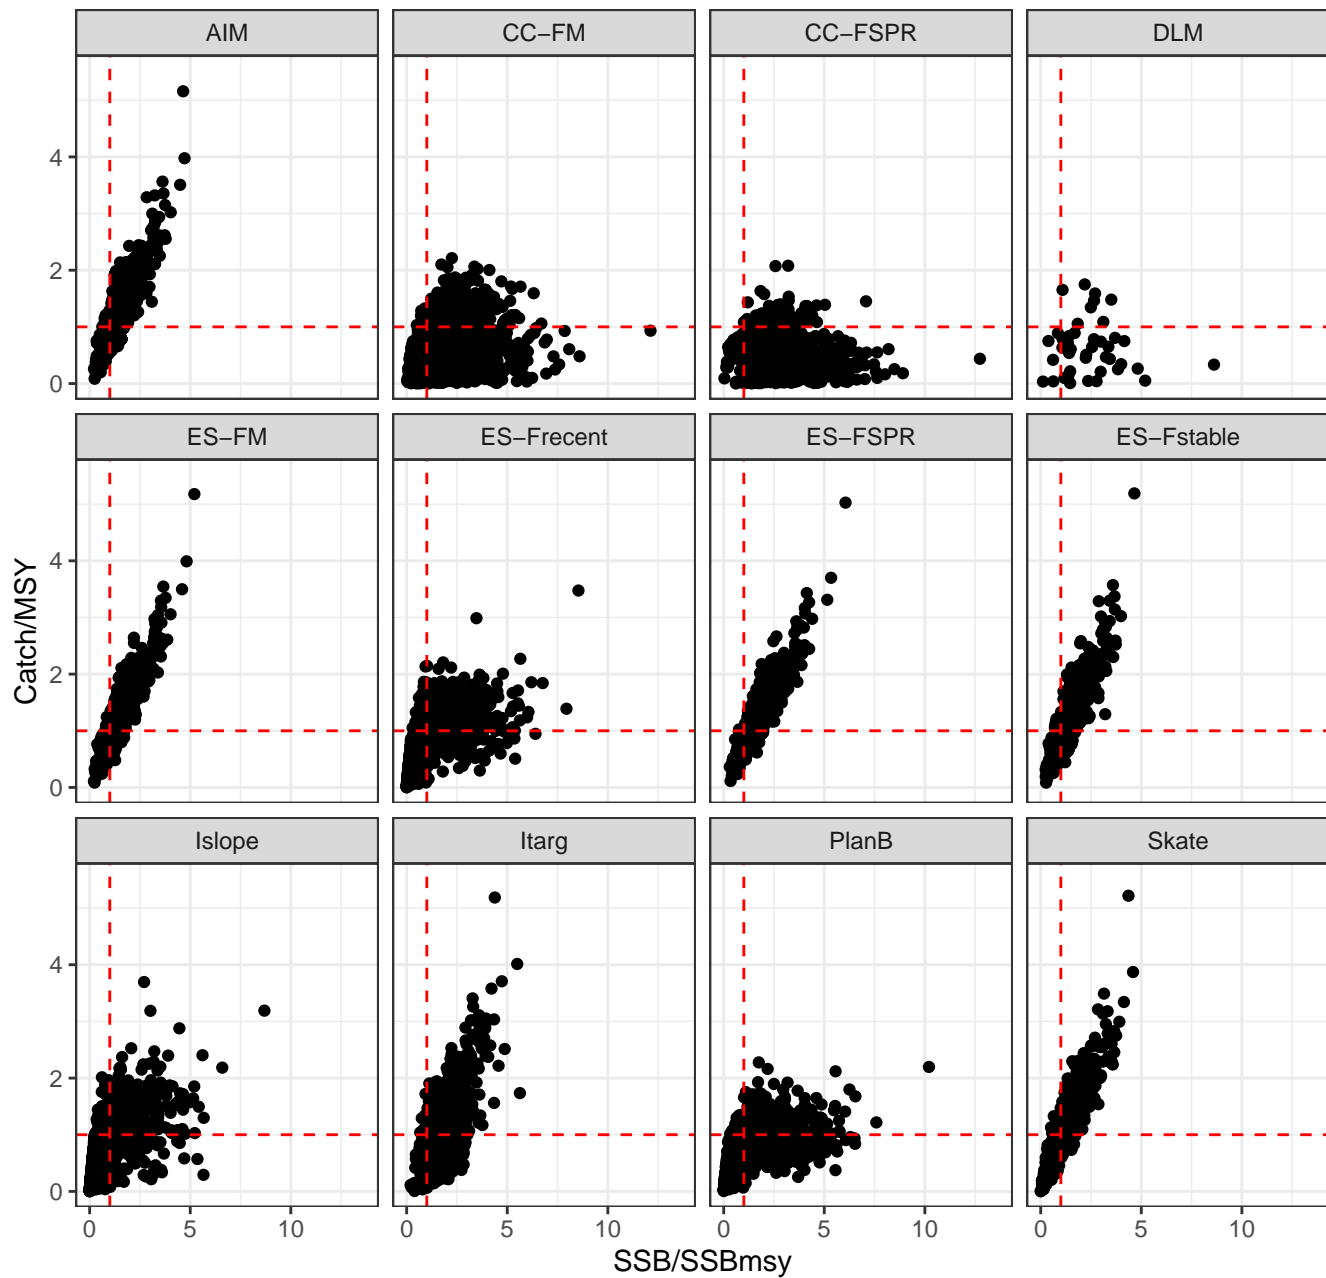 AIM CC−FM CC−FSPR DLM
4
2
0
ES−FM ES−Frecent ES−FSPR ES−Fstable
4
2
0
Islope Itarg PlanB Skate
4
2
0
0 5 10 0 5 10 0 5 10 0 5 10
SSB/SSBmsy
Catch/MSY